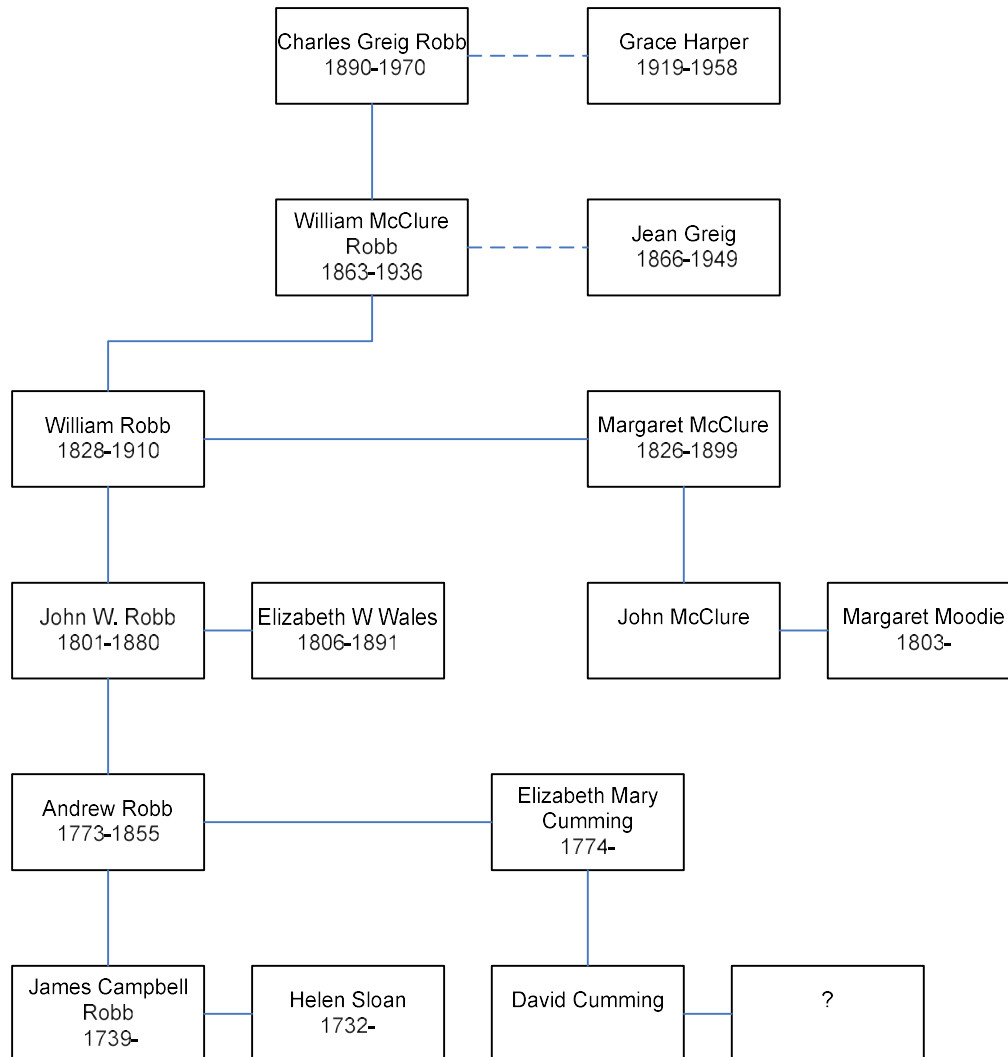 Charles Greig Robb
1890-1970
Grace Harper
1919-1958
William McClure
Robb
1863-1936
Jean Greig
1866-1949
William Robb
1828-1910
Margaret McClure
1826-1899
John W. Robb
1801-1880
Elizabeth W Wales
1806-1891
John McClure
Margaret Moodie
1803-
Andrew Robb
1773-1855
Elizabeth Mary
Cumming
1774-
James Campbell
Robb
1739-
Helen Sloan
1732-
David Cumming
?